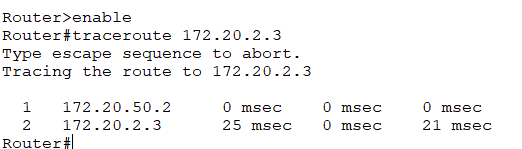 Router>enable
Router#traceroute 172.20.2.3
Type escape sequence to abort.
Tracing the route to 172.20.2.3

  1   172.20.50.2     0 msec    0 msec    0 msec
  2   172.20.2.3      25 msec   0 msec    21 msec
Router#